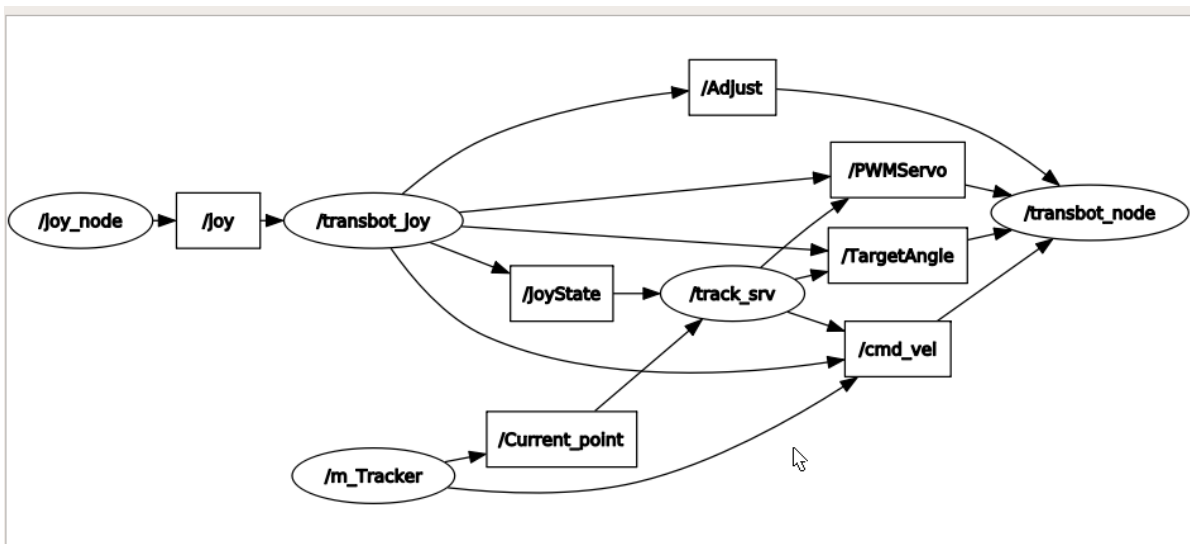 /Adjust
/PWMServo
/joy_node
/joy
/transbot_joy
/transbot_node
/TargetAngle
/JoyState
/track_srv
/cmd_vel
/Current_point
/m_Tracker